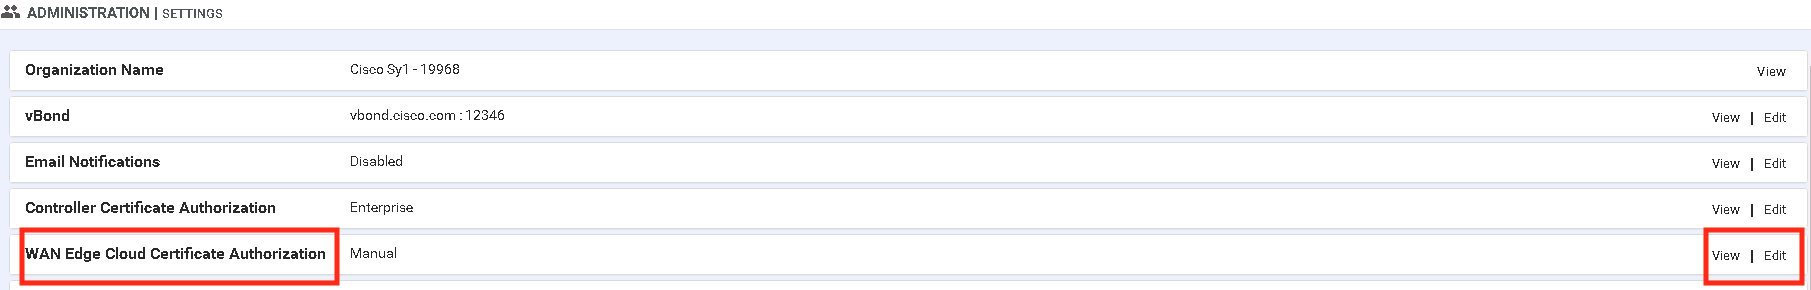 ADMINISTRATION | SETTINGS
Organization Name Cisco Sy1 - 19968 View
vBond vbond.cisco.com : 12346 View | Edit
Email Notifications Disabled View | Edit
Controller Certificate Authorization Enterprise View | Edit
WAN Edge Cloud Certificate Authorization Manual View | Edit